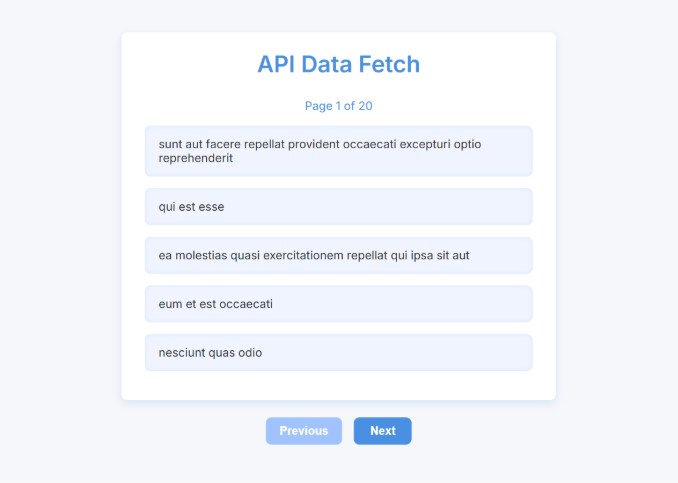 API Data Fetch
Page 1 of 20
sunt aut facere repellat provident occaecati excepturi optio
reprehenderit
qui est esse
ea molestias quasi exercitationem repellat qui ipsa sit aut
eum et est occaecati
nesciunt quas odio
Previous
Next